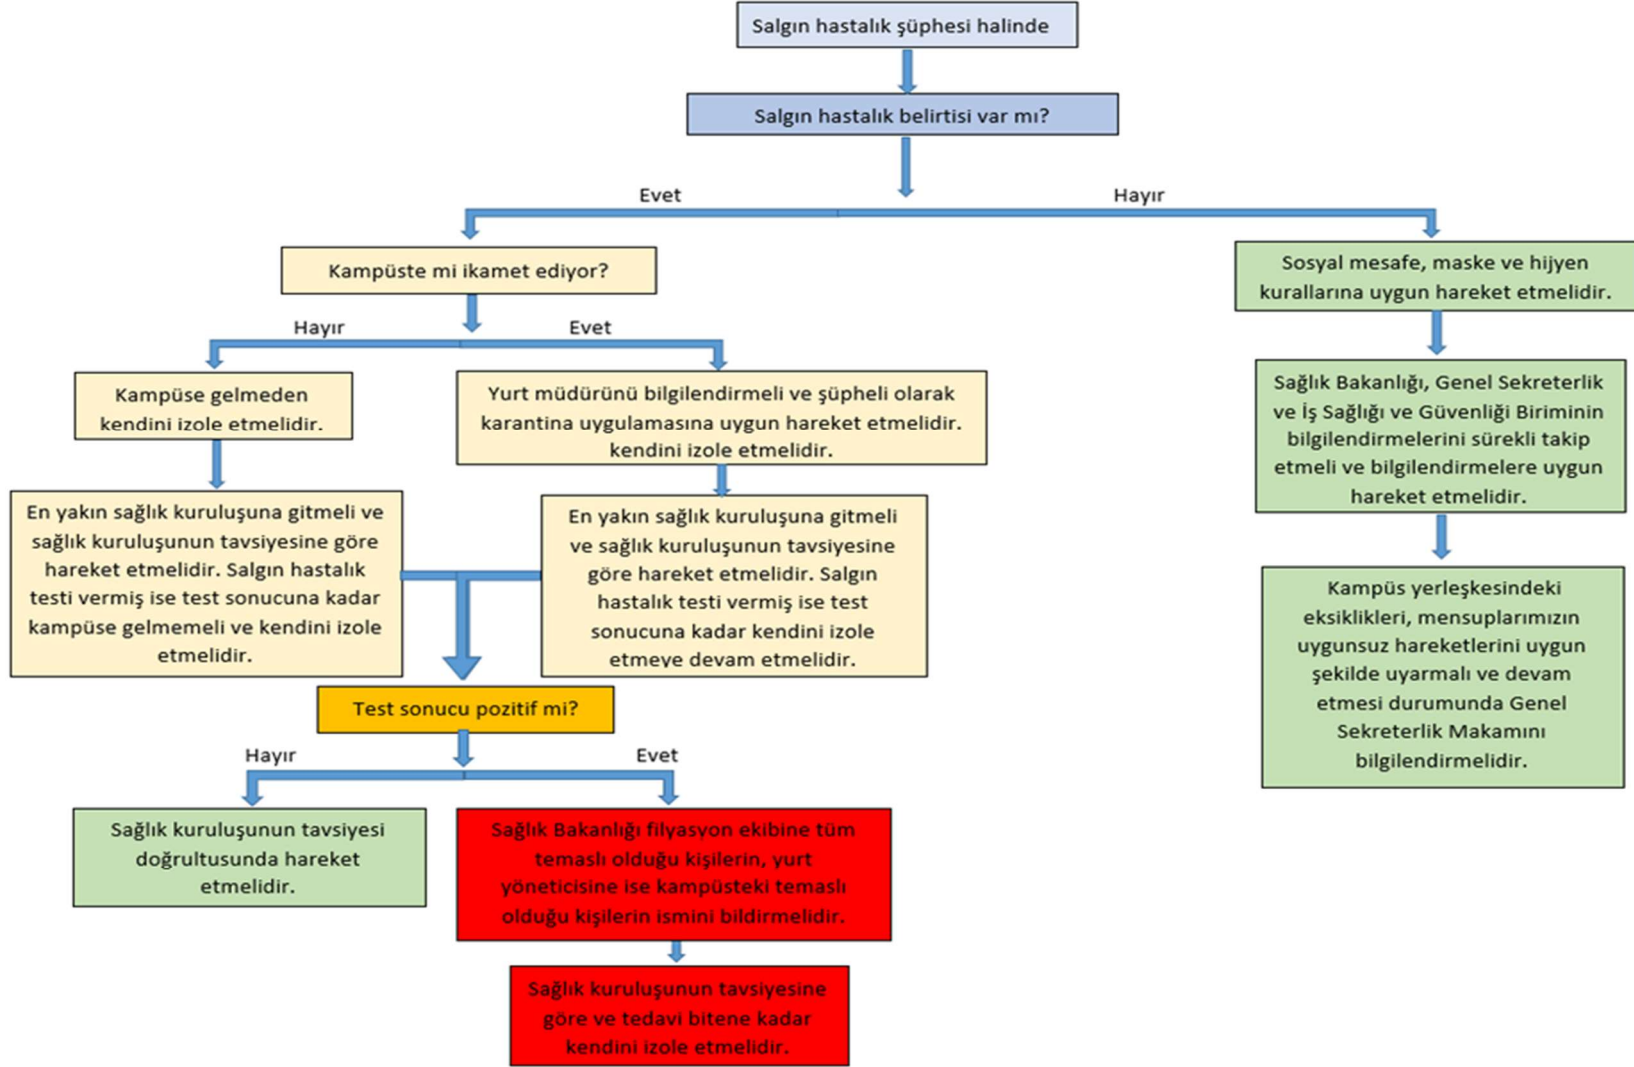 Salgın hastalık şüphesi halinde
Salgın hastalık belirtisi var mı?
Evet
Hayır
Kampüste mi ikamet ediyor?
Sosyal mesafe, maske ve hijyen
kurallarına uygun hareket etmelidir.
Hayır
Evet
Kampüse gelmeden
kendini izole etmelidir.
Yurt müdürünü bilgilendirmeli ve şüpheli olarak
karantina uygulamasına uygun hareket etmelidir.
kendini izole etmelidir.
Sağlık Bakanlığı, Genel Sekreterlik
ve İş Sağlığı ve Güvenliği Biriminin
bilgilendirmelerini sürekli takip
etmeli ve bilgilendirmelere uygun
hareket etmelidir.
En yakın sağlık kuruluşuna gitmeli ve
sağlık kuruluşunun tavsiyesine göre
hareket etmelidir. Salgın hastalık
testi vermiş ise test sonucuna kadar
kampüse gelmemeli ve kendini izole
etmelidir.
En yakın sağlık kuruluşuna gitmeli
ve sağlık kuruluşunun tavsiyesine
göre hareket etmelidir. Salgın
hastalık testi vermiş ise test
sonucuna kadar kendini izole
etmeye devam etmelidir.
Kampüs yerleşkesindeki
eksiklikleri, mensuplarımızın
uygunsuz hareketlerini uygun
şekilde uyarmalı ve devam
etmesi durumunda Genel
Sekreterlik Makamını
bilgilendirmelidir.
Test sonucu pozitif mi?
Hayır
Evet
Sağlık kuruluşunun tavsiyesi
doğrultusunda hareket
etmelidir.
Sağlık Bakanlığı filyasyon ekibine tüm
temaslı olduğu kişilerin, yurt
yöneticisine ise kampüsteki temaslı
olduğu kişilerin ismini bildirmelidir.
Sağlık kuruluşunun tavsiyesine
göre ve tedavi bitene kadar
kendini izole etmelidir.